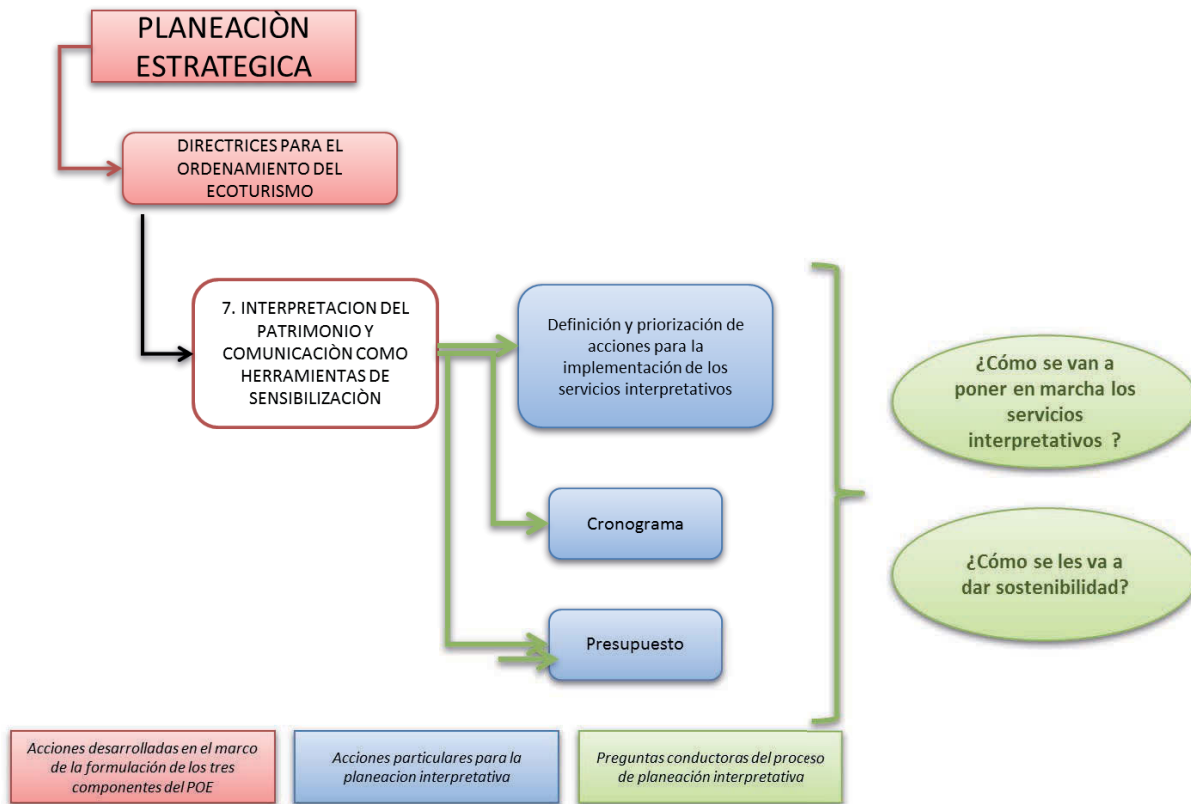 PLANEACIÒN
ESTRATEGICA
DIRECTRICES PARA EL
ORDENAMIENTO DEL
ECOTURISMO
7. INTERPRETACION DEL
PATRIMONIO Y
COMUNICACIÒN COMO
HERRAMIENTAS DE
SENSIBILIZACIÒN
Definición y priorización de
acciones para la
implementación de los
servicios interpretativos
Cronograma
Presupuesto
¿Cómo se van a
poner en marcha los
servicios
interpretativos ?
¿Cómo se les va a
dar sostenibilidad?
Acciones desarrolladas en el marco
de la formulación de los tres
componentes del POE
Acciones particulares para la
planeacion interpretativa
Preguntas conductoras del proceso
de planeación interpretativa